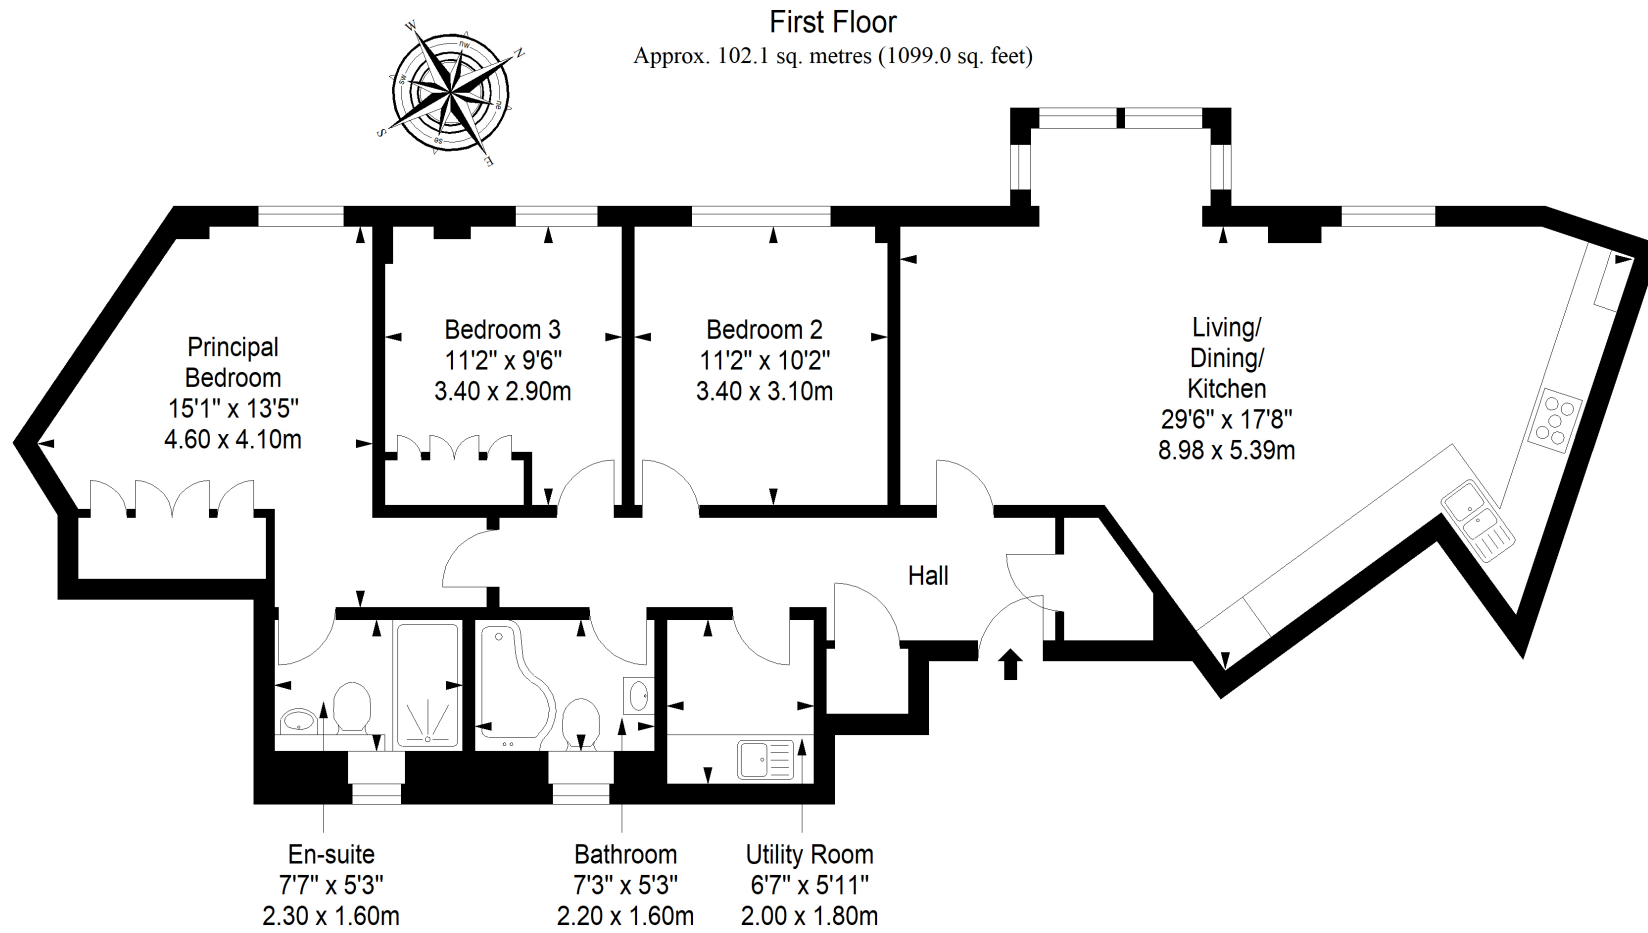 First Floor
Approx. 102.1 sq. metres (1099.0 sq. feet)
W
nw
N
sw
ne
S
se
E
Principal
Bedroom
15'1" x 13'5"
4.60 x 4.10m
Bedroom 3
11'2" x 9'6"
3.40 x 2.90m
Bedroom 2
11'2" x 10'2"
3.40 x 3.10m
Living/
Dining/
Kitchen
29'6" x 17'8"
8.98 x 5.39m
Hall
En-suite
7'7" x 5'3"
2.30 x 1.60m
Bathroom
7'3" x 5'3"
2.20 x 1.60m
Utility Room
6'7" x 5'11"
2.00 x 1.80m